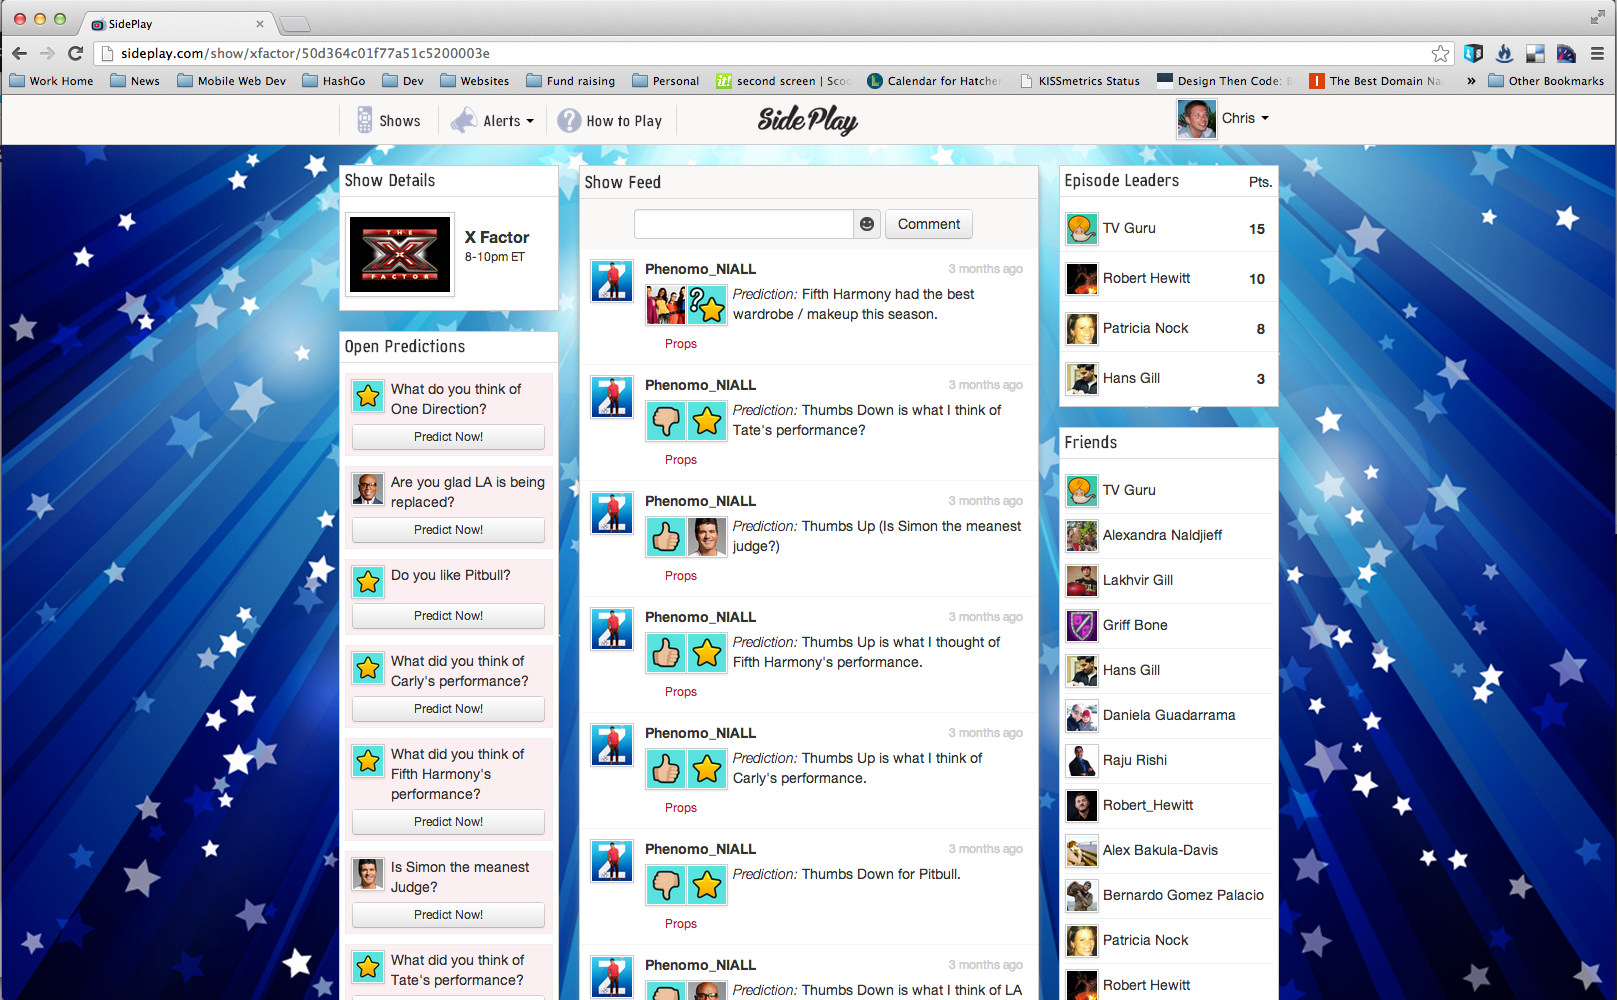 SidePlay
sideplay.com/show/xfactor/50d364c01f77a51c5200003e
Work Home
News
Mobile Web Dev
HashGo
Dev
Websites
Fund raising
Personal
second screen | Scoo
Calendar for Hatcher
KISSmetrics Status
Design Then Code: B
The Best Domain Na
»
Other Bookmarks
Shows
Alerts
How to Play
Side Play
Chris
Show Details
THE
X
FACTOR
X Factor
8-10pm ET
Open Predictions
What do you think of
One Direction?
Predict Now!
Are you glad LA is being
replaced?
Predict Now!
Do you like Pitbull?
Predict Now!
What did you think of
Carly's performance?
Predict Now!
What did you think of
Fifth Harmony's
performance?
Predict Now!
Is Simon the meanest
Judge?
Predict Now!
What did you think of
Tate's performance?
Show Feed
Comment
Phenomo_NIALL
3 months ago
Prediction: Fifth Harmony had the best
wardrobe / makeup this season.
Props
Phenomo_NIALL
3 months ago
Prediction: Thumbs Down is what I think of
Tate's performance?
Props
Phenomo_NIALL
3 months ago
Prediction: Thumbs Up (Is Simon the meanest
judge?)
Props
Phenomo_NIALL
3 months ago
Prediction: Thumbs Up is what I thought of
Fifth Harmony's performance.
Props
Phenomo_NIALL
3 months ago
Prediction: Thumbs Up is what I think of
Carly's performance.
Props
Phenomo_NIALL
3 months ago
Prediction: Thumbs Down for Pitbull.
Props
Phenomo_NIALL
3 months ago
Prediction: Thumbs Down is what I think of LA
Episode Leaders Pts.
TV Guru 15
Robert Hewitt 10
Patricia Nock 8
Hans Gill 3
Friends
TV Guru
Alexandra Naldjieff
Lakhvir Gill
Griff Bone
Hans Gill
Daniela Guadarrama
Raju Rishi
Robert_Hewitt
Alex Bakula-Davis
Bernardo Gomez Palacio
Patricia Nock
Robert Hewitt